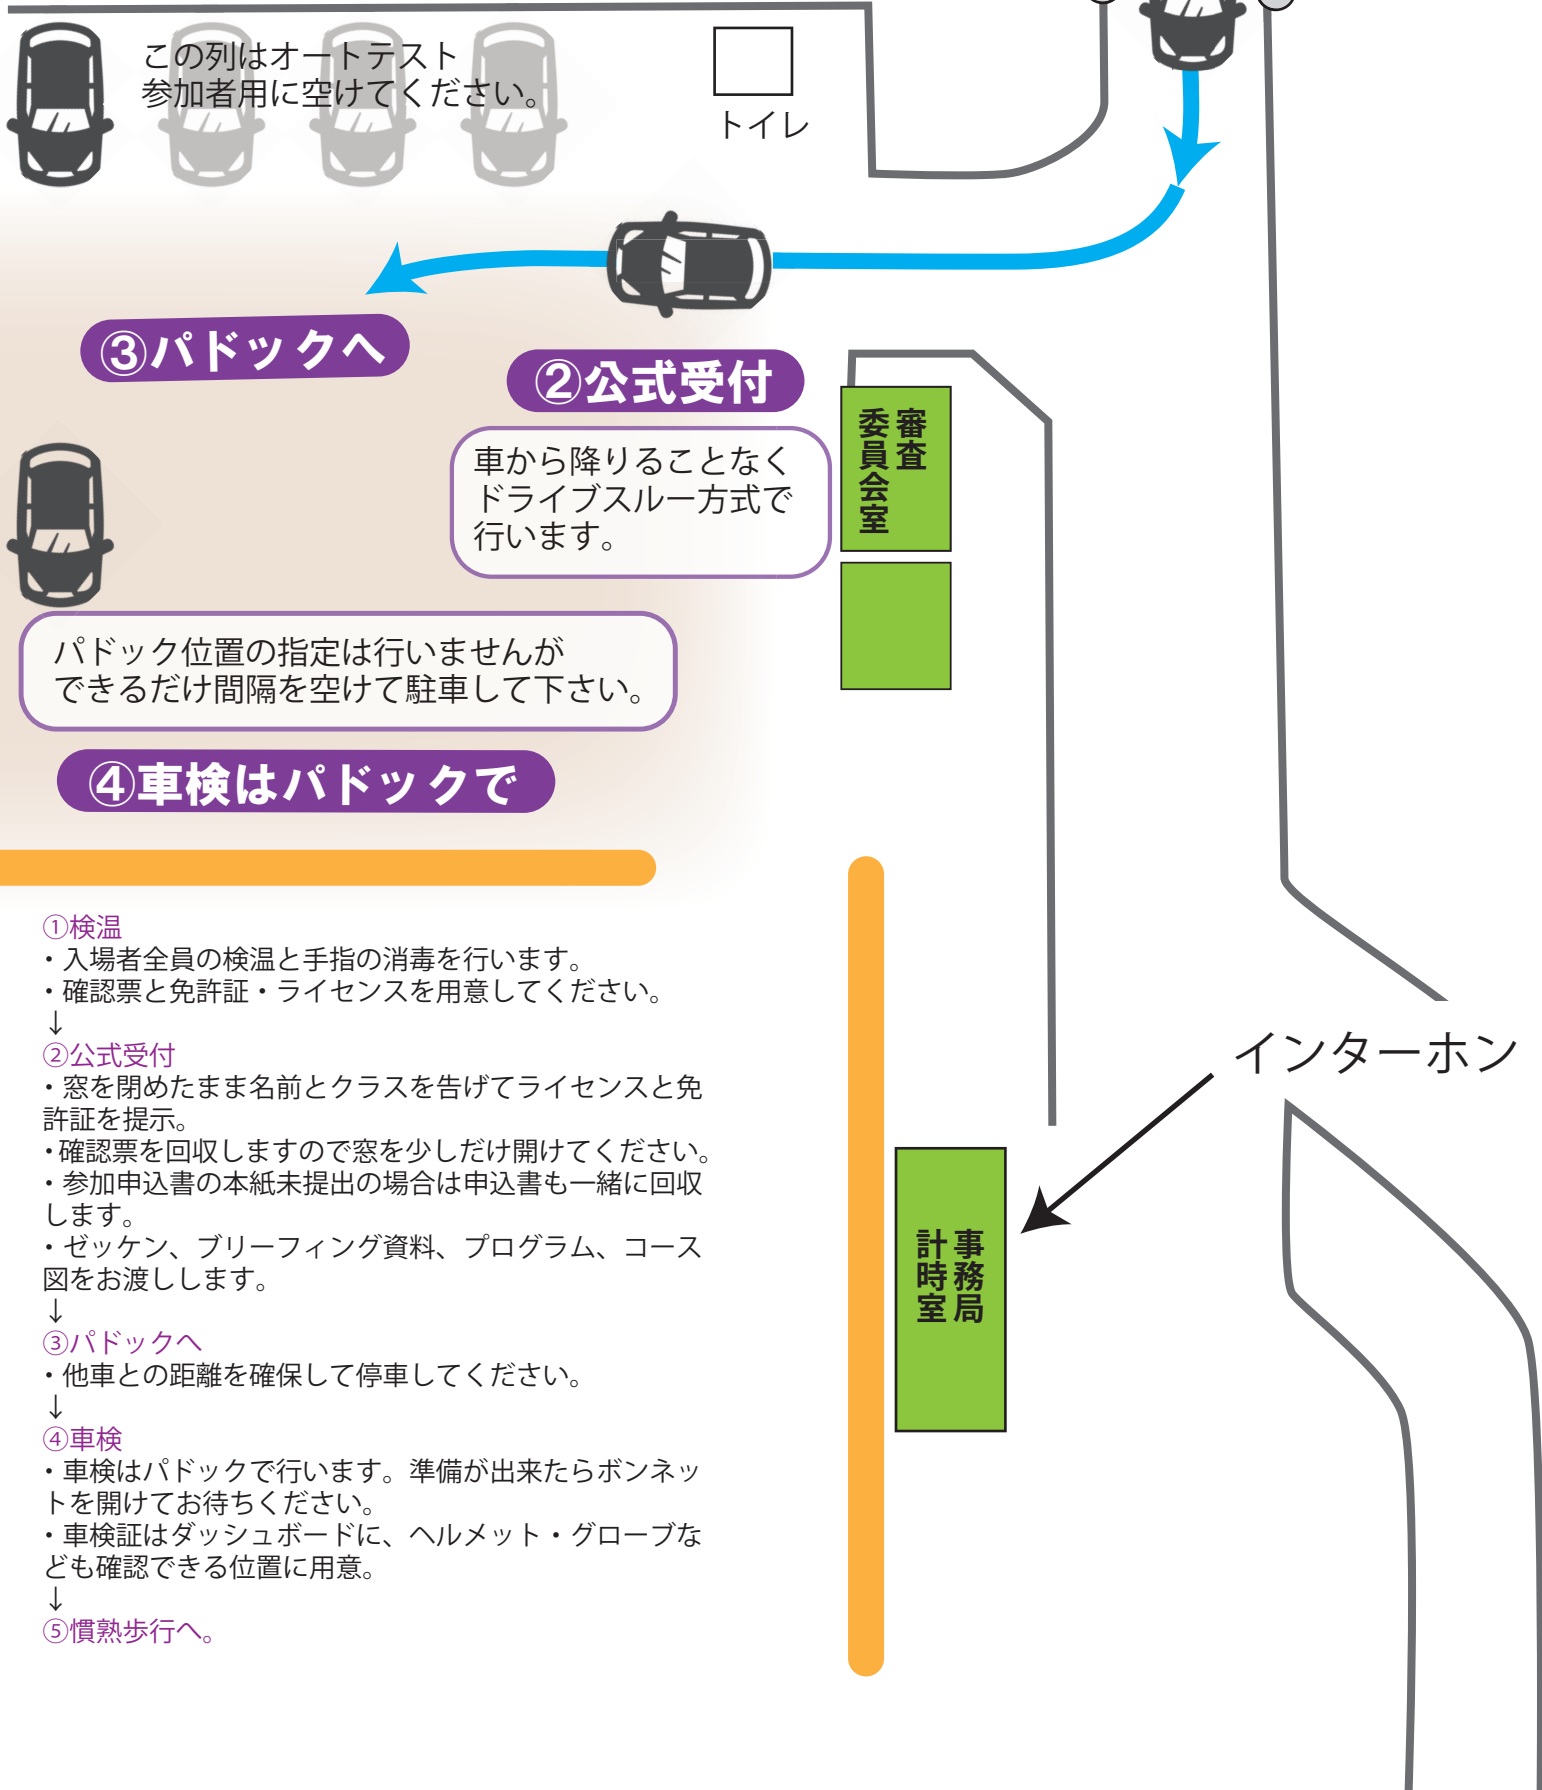 この列はオートテスト
参加者用に空けてください。
トイレ
③パドックへ
②公式受付
車から降りることなく
ドライブスルー方式で
行います。
審査
委員会室
パドック位置の指定は行いませんが
できるだけ間隔を空けて駐車して下さい。
④車検はパドックで
①検温
・入場者全員の検温と手指の消毒を行います。
・確認票と免許証・ライセンスを用意してください。
↓
②公式受付
・窓を閉めたまま名前とクラスを告げてライセンスと免
許証を提示。
・確認票を回収しますので窓を少しだけ開けてください。
・参加申込書の本紙未提出の場合は申込書も一緒に回収
します。
・ゼッケン、ブリーフィング資料、プログラム、コース
図をお渡しします。
↓
③パドックへ
・他車との距離を確保して停車してください。
↓
④車検
・車検はパドックで行います。準備が出来たらボンネッ
トを開けてお待ちください。
・車検証はダッシュボードに、ヘルメット・グローブな
ども確認できる位置に用意。
↓
⑤慣熟歩行へ。
インターホン
事務局
計時室